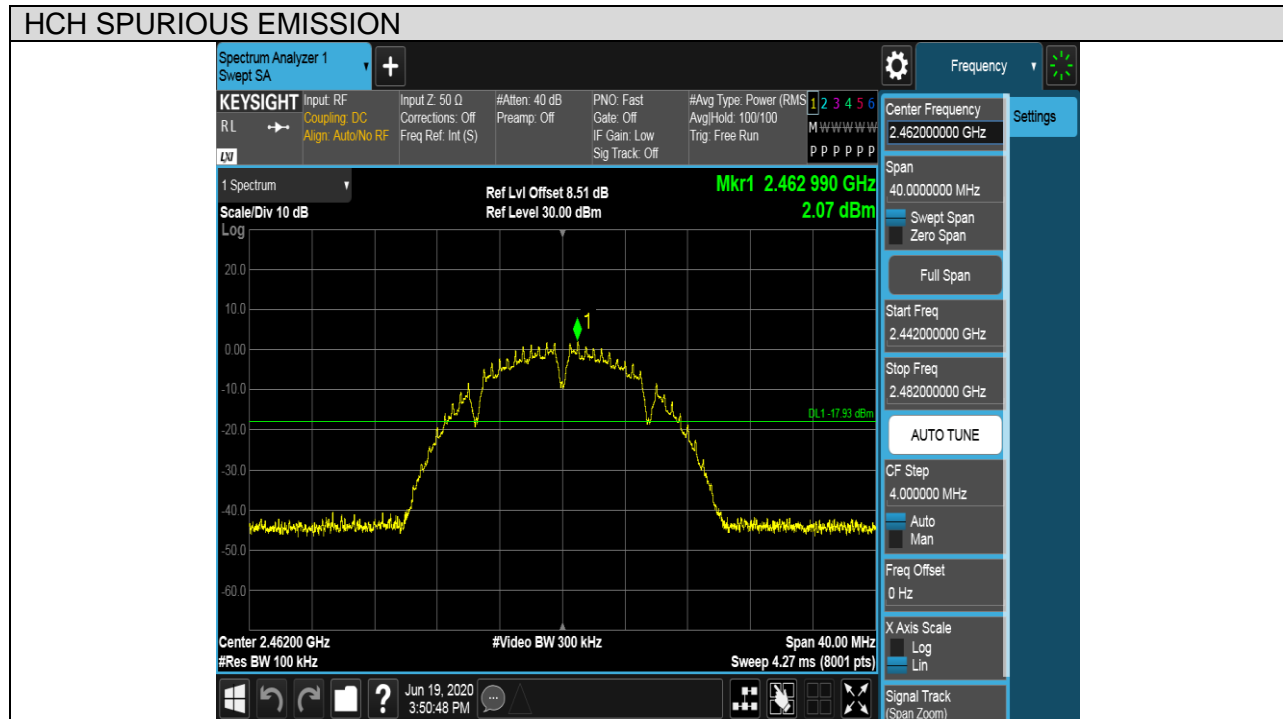 HCH SPURIOUS EMISSION
Spectrum Analyzer 1
Swept SA
+
Frequency
KEYSIGHT
RL
LXI
Input: RF
Coupling: DC
Align: Auto/No RF
Input Z: 50 Ω
Corrections: Off
Freq Ref: Int (S)
#Atten: 40 dB
Preamp: Off
PNO: Fast
Gate: Off
IF Gain: Low
Sig Track: Off
#Avg Type: Power (RMS
Avg|Hold: 100/100
Trig: Free Run
1 2 3 4 5 6
M W W W W W
P P P P P P
1 Spectrum
Scale/Div 10 dB
Ref Lvl Offset 8.51 dB
Ref Level 30.00 dBm
Mkr1 2.462 990 GHz
2.07 dBm
Log
20.0
10.0
0.00
-10.0
-20.0
-30.0
-40.0
-50.0
-60.0
1
DL1 -17.93 dBm
Center 2.46200 GHz
#Res BW 100 kHz
#Video BW 300 kHz
Span 40.00 MHz
Sweep 4.27 ms (8001 pts)
?
Jun 19, 2020
3:50:48 PM
Center Frequency
2.462000000 GHz
Settings
Span
40.0000000 MHz
Swept Span
Zero Span
Full Span
Start Freq
2.442000000 GHz
Stop Freq
2.482000000 GHz
AUTO TUNE
CF Step
4.000000 MHz
Auto
Man
Freq Offset
0 Hz
X Axis Scale
Log
Lin
Signal Track
(Span Zoom)